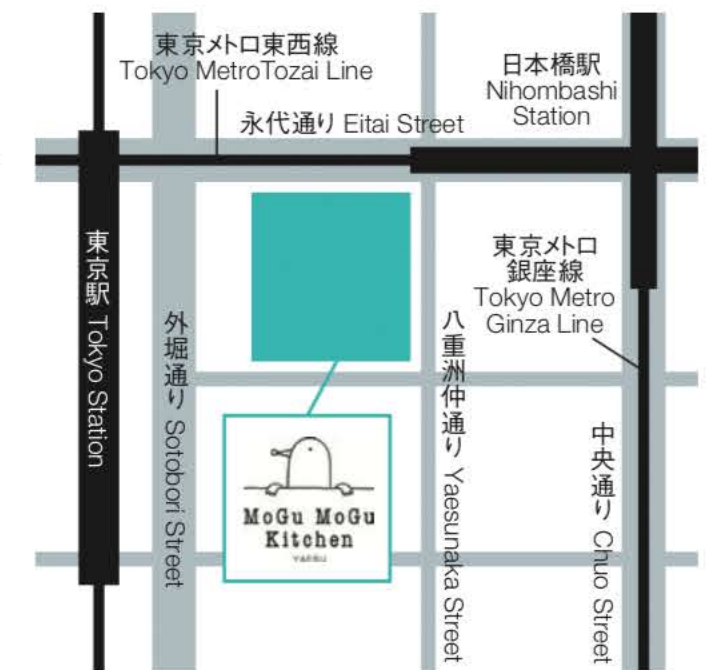 東京メトロ東西線
Tokyo MetroTozai Line
永代通り Eitai Street
日本橋駅
Nihombashi
Station
東京駅 Tokyo Station
外堀通り Sotobori Street
八重洲仲通り Yaesunaka Street
東京メトロ
銀座線
Tokyo Metro
Ginza Line
中央通り Chuo Street
MoGu MoGu
Kitchen
YAESU